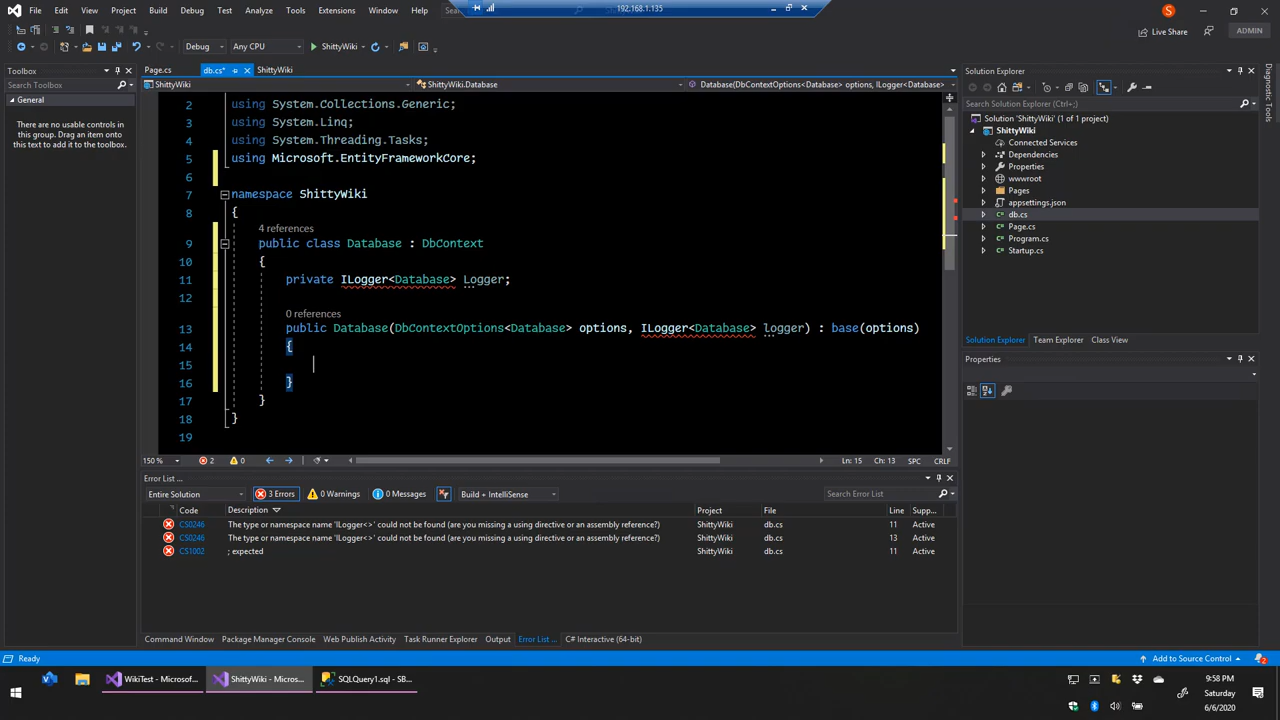 192.168.1.135
File Edit View Project Build Debug Test Analyze Tools Extensions Window Help
Live Share
ADMIN
Debug Any CPU ShittyWiki
Toolbox
Search Toolbox
General
There are no usable controls in
this group. Drag an item onto
this text to add it to the toolbox.
Page.cs db.cs* ShittyWiki
ShittyWiki ShittyWiki.Database Database(DbContextOptions<Database> options, ILogger<Database>
2 using System.Collections.Generic;
3 using System.Linq;
4 using System.Threading.Tasks;
5 using Microsoft.EntityFrameworkCore;
6
7 namespace ShittyWiki
8 {
4 references
9 public class Database : DbContext
10 {
11 private ILogger<Database> Logger;
12
0 references
13 public Database(DbContextOptions<Database> options, ILogger<Database> logger) : base(options)
14 {
15
16 }
17 }
18 }
19
150 % 2 0 Ln: 15 Ch: 13 SPC CRLF
Error List ...
Entire Solution 3 Errors 0 Warnings 0 Messages Build + IntelliSense Search Error List
Code Description Project File Line Supp...
CS0246 The type or namespace name 'ILogger<>' could not be found (are you missing a using directive or an assembly reference?) ShittyWiki db.cs 11 Active
CS0246 The type or namespace name 'ILogger<>' could not be found (are you missing a using directive or an assembly reference?) ShittyWiki db.cs 13 Active
CS1002 ; expected ShittyWiki db.cs 11 Active
Command Window Package Manager Console Web Publish Activity Task Runner Explorer Output Error List ... C# Interactive (64-bit)
Solution Explorer
Search Solution Explorer (Ctrl+;)
Solution 'ShittyWiki' (1 of 1 project)
ShittyWiki
Connected Services
Dependencies
Properties
wwwroot
Pages
appsettings.json
db.cs
Page.cs
Program.cs
Startup.cs
Solution Explorer Team Explorer Class View
Properties
Diagnostic Tools
Ready
Add to Source Control 2
WikiTest - Microsof... ShittyWiki - Micros... SQLQuery1.sql - SB...
9:58 PM
Saturday
6/6/2020